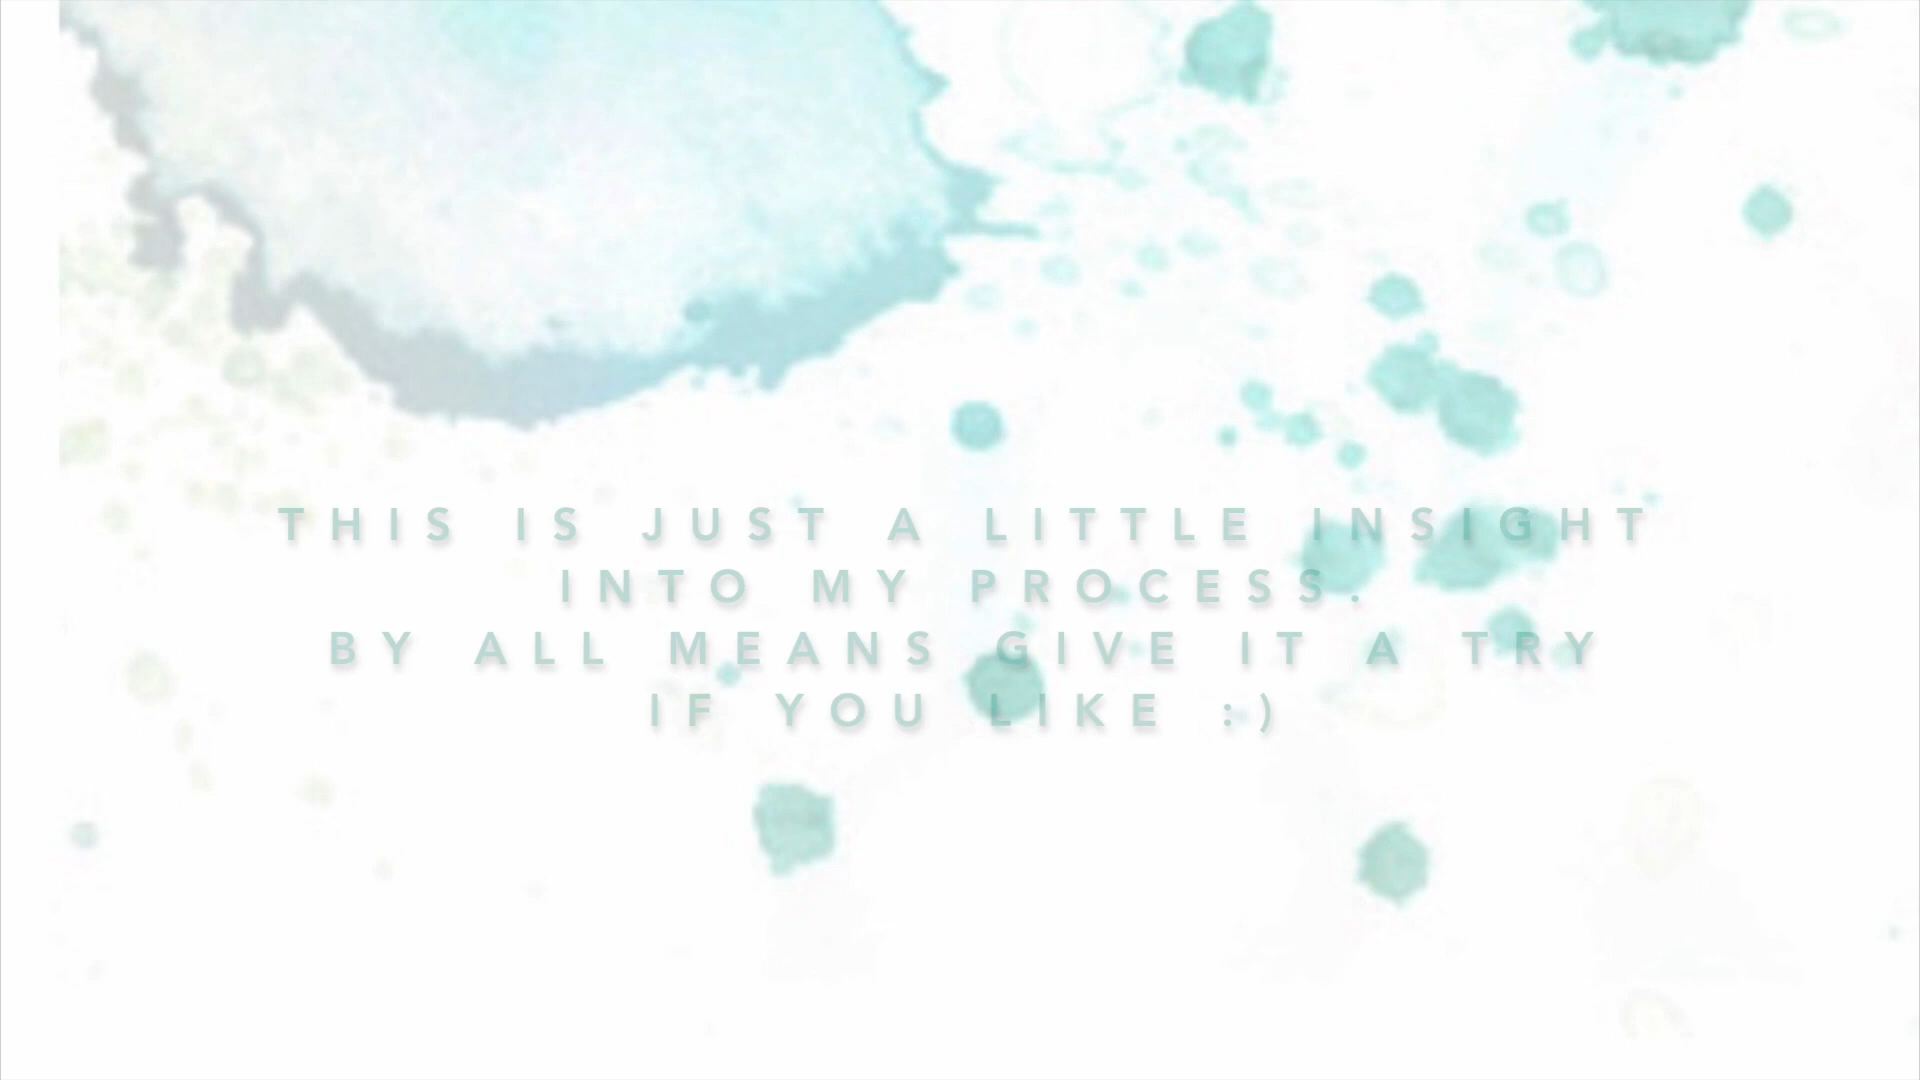 THIS IS JUST A LITTLE INSIGHT
INTO MY PROCESS.
BY ALL MEANS GIVE IT A TRY
IF YOU LIKE :)